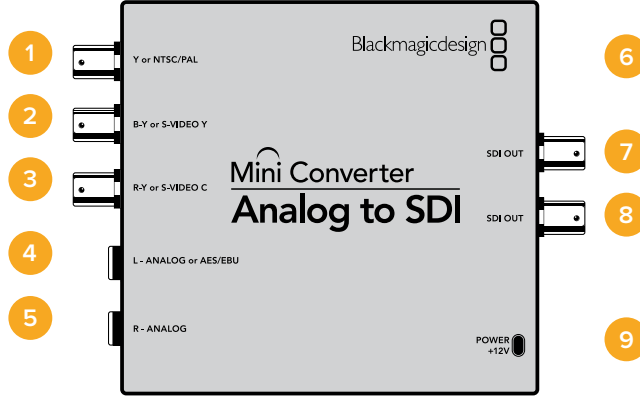 1
Y or NTSC/PAL
Blackmagicdesign
6
2
B-Y or S-VIDEO Y
SDI OUT
7
3
R-Y or S-VIDEO C
Mini Converter
Analog to SDI
SDI OUT
8
4
L - ANALOG or AES/EBU
5
R - ANALOG
POWER
+12V
9